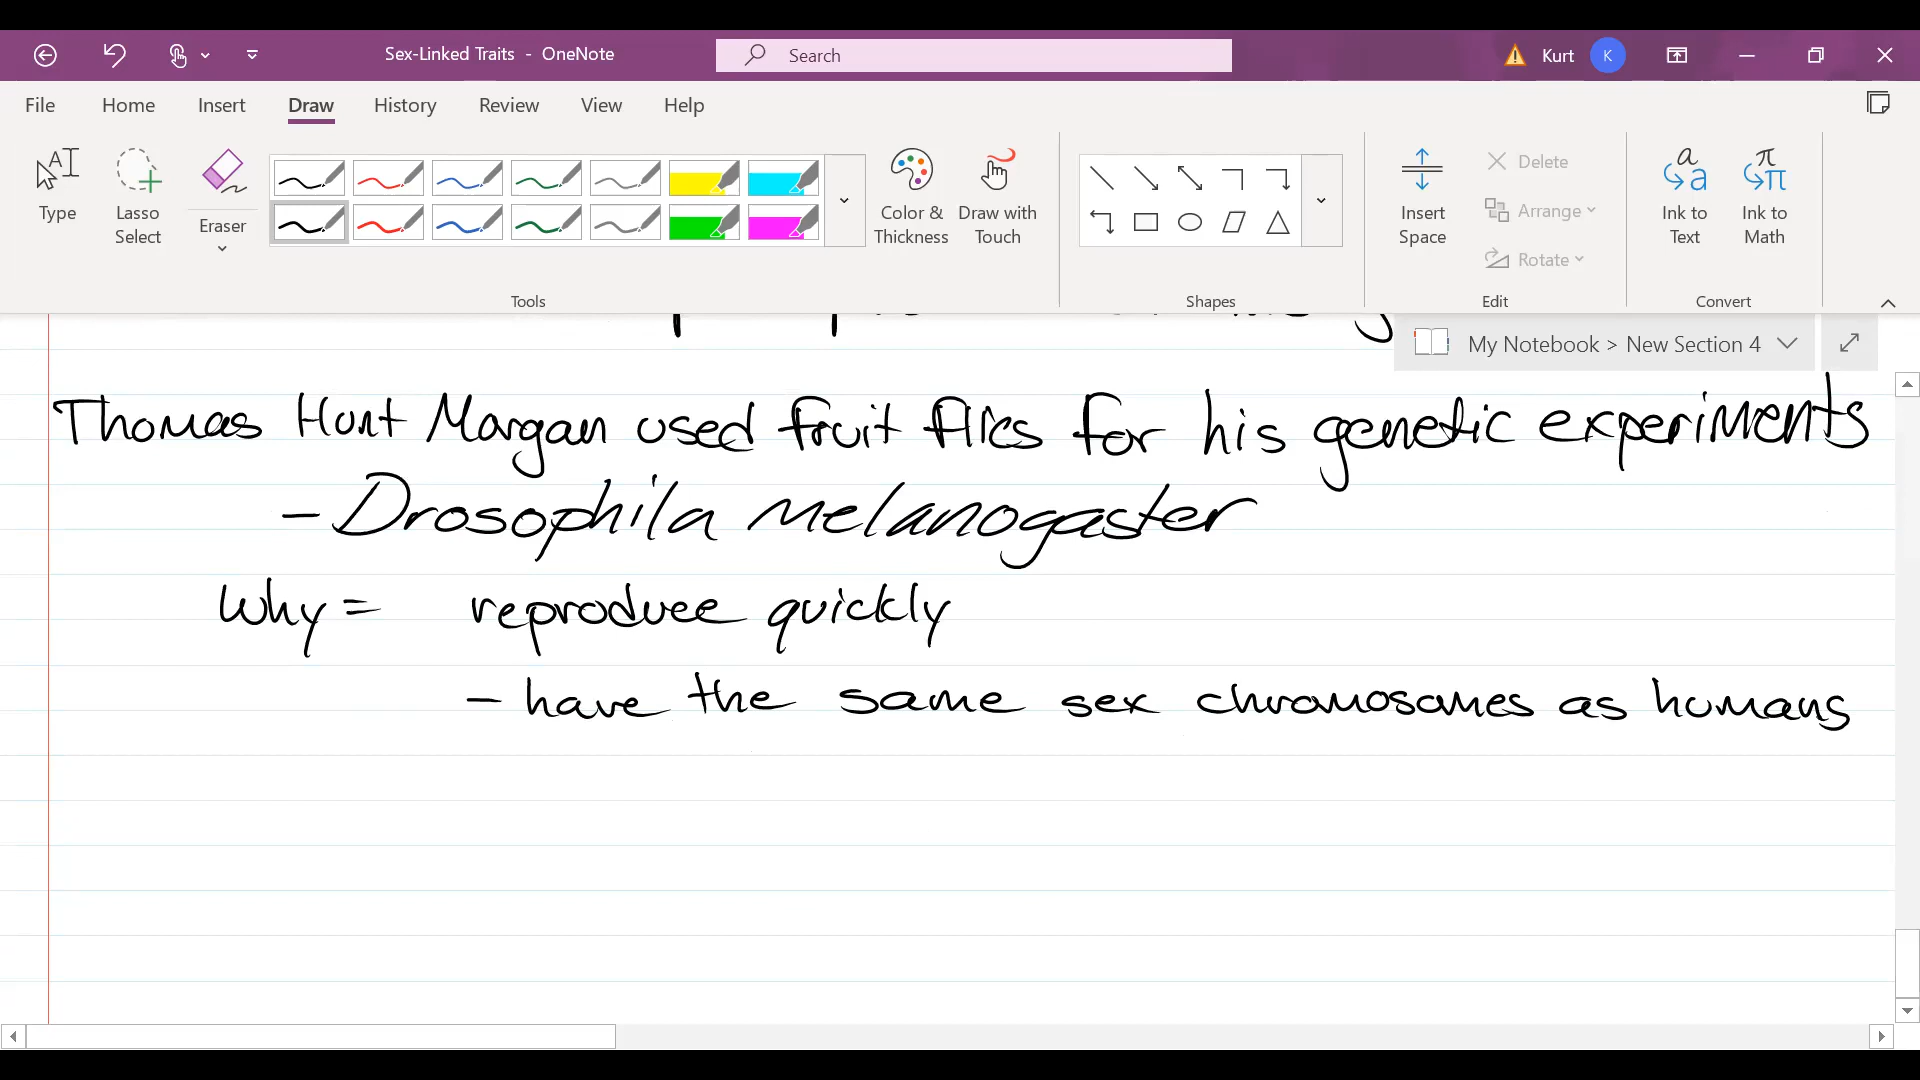 Sex-Linked Traits - OneNote
Search
Kurt
K
File Home Insert Draw History Review View Help
Type
Lasso Select
Eraser
Color & Thickness
Draw with Touch
Insert Space
Delete
Arrange
Rotate
Ink to Text
Ink to Math
Tools
Shapes
Edit
Convert
My Notebook > New Section 4
Thomas Hunt Morgan used fruit flies for his genetic experiments
- Drosophila melanogaster
Why = reproduce quickly
- have the same sex chromosomes as humans